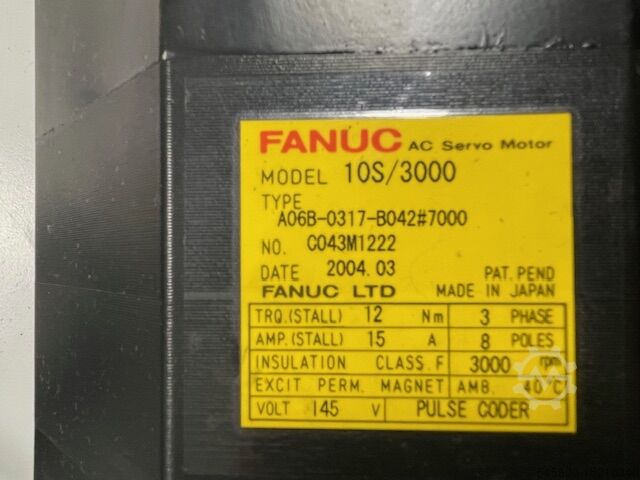 FANUC AC Servo Motor
MODEL 10S/3000
TYPE
A06B-0317-B042#7000
NO. C043M1222
DATE 2004.03 PAT. PEND
FANUC LTD MADE IN JAPAN
TRQ.(STALL) 12 Nm 3 PHASE
AMP.(STALL) 15 A 8 POLES
INSULATION CLASS.F 3000 rpm
EXCIT PERM. MAGNET AMB. 40°C
VOLT 145 V PULSE CODER